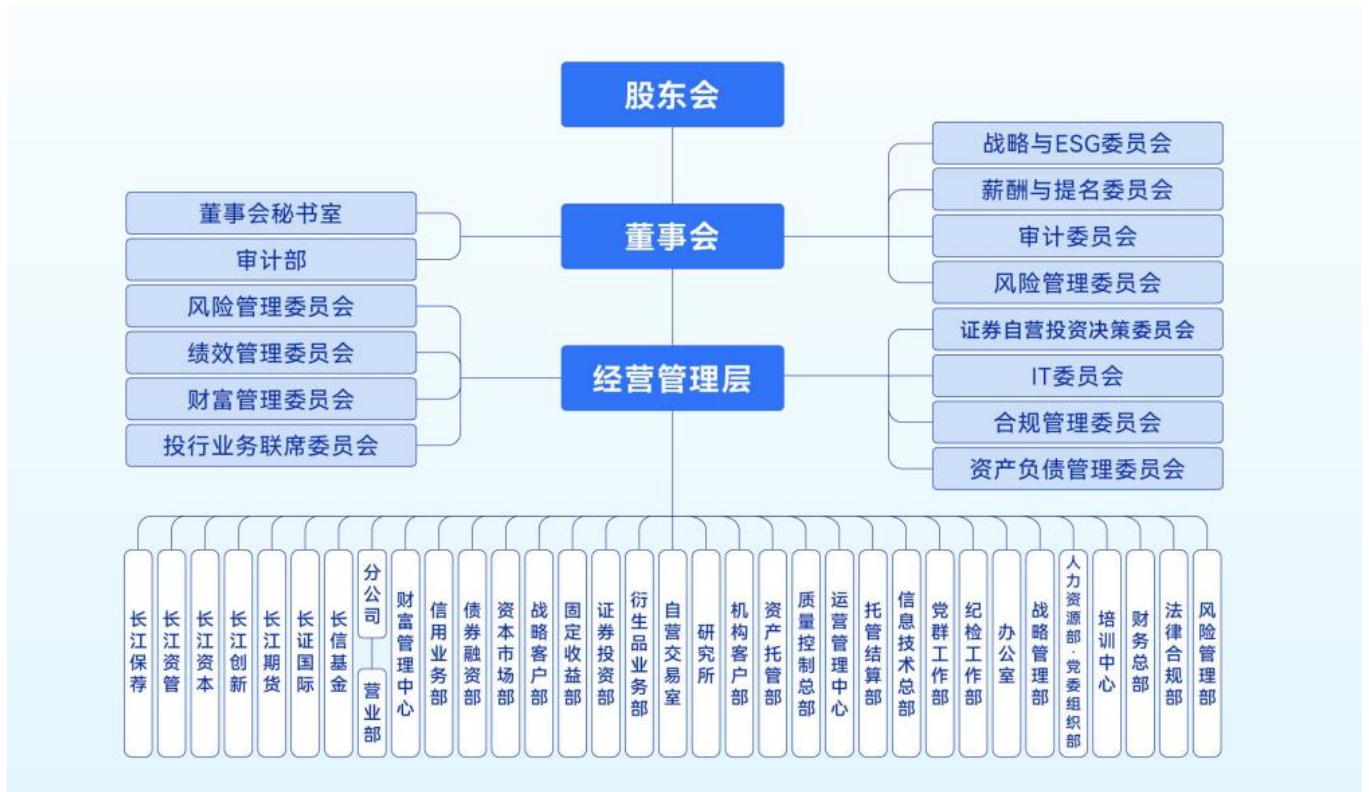 股东会
董事会
经营管理层
董事会秘书室
审计部
风险管理委员会
绩效管理委员会
财富管理委员会
投行业务联席委员会
战略与ESG委员会
薪酬与提名委员会
审计委员会
风险管理委员会
证券自营投资决策委员会
IT委员会
合规管理委员会
资产负债管理委员会
长江保荐
长江资管
长江资本
长江创新
长江期货
长证国际
长信基金
分公司
营业部
财富管理中心
信用业务部
债券融资部
资本市场部
战略客户部
固定收益部
证券投资部
衍生品业务部
自营交易室
研究所
机构客户部
资产托管部
质量控制总部
运营管理中心
托管结算部
信息技术总部
党群工作部
纪检工作部
办公室
战略管理部
人力资源部·党委组织部
培训中心
财务总部
法律合规部
风险管理部